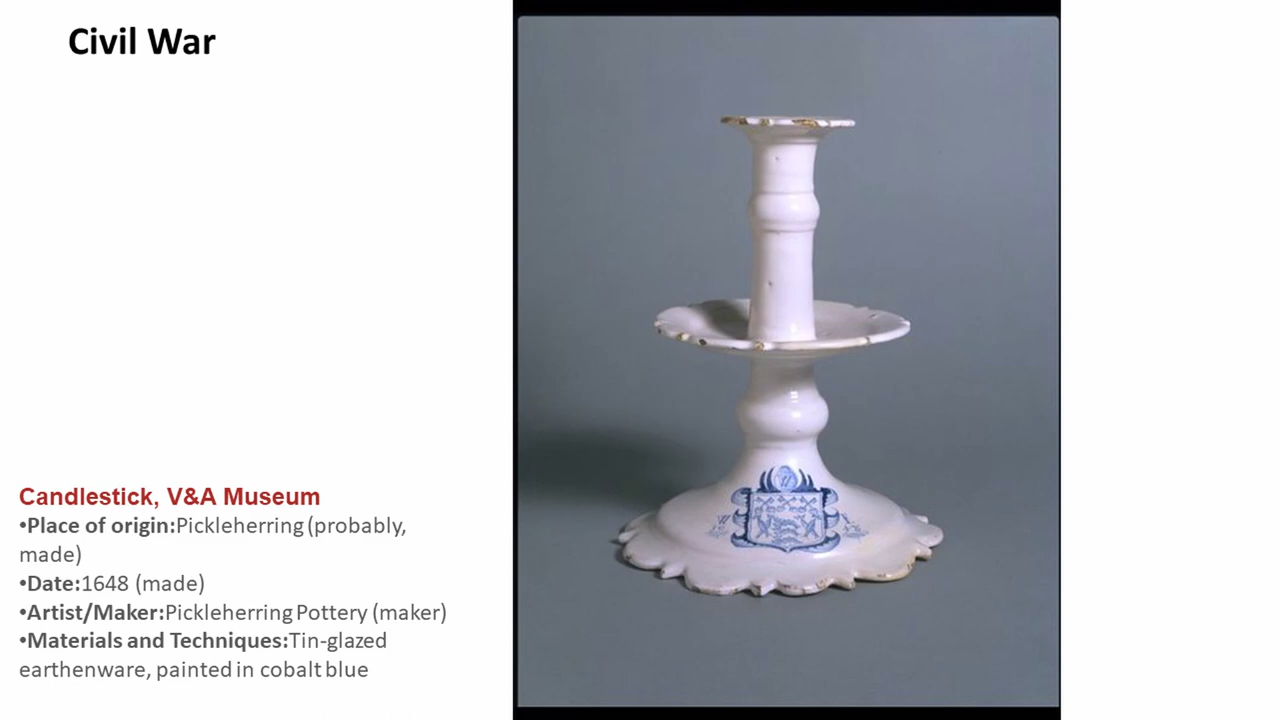 Civil War
Candlestick, V&A Museum
•Place of origin:Pickleherring (probably,
made)
•Date:1648 (made)
•Artist/Maker:Pickleherring Pottery (maker)
•Materials and Techniques:Tin-glazed
earthenware, painted in cobalt blue